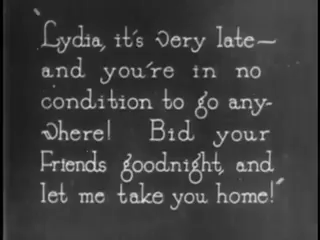 "Lydia, it's very late—
and you're in no
condition to go any-
where! Bid your
Friends goodnight, and
let me take you home!"